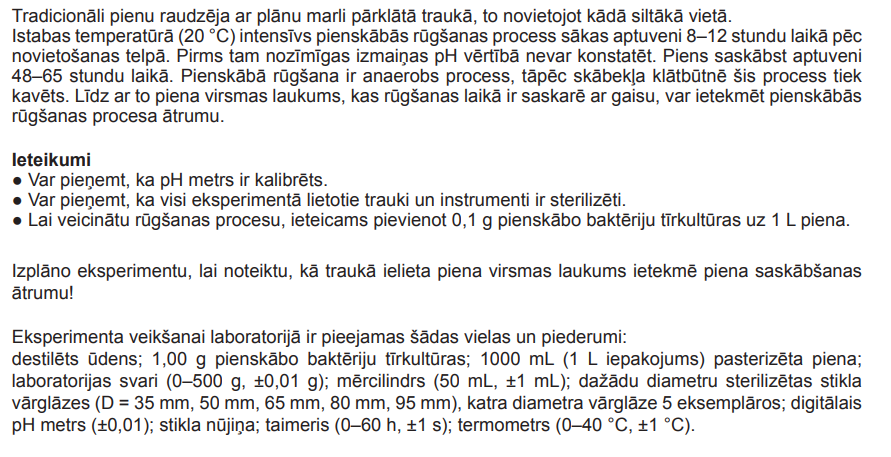 Tradicionāli pienu raudzēja ar plānu marli pārklātā traukā, to novietojot kādā siltākā vietā.
Istabas temperatūrā (20 °C) intensīvs pienskābās rūgšanas process sākas aptuveni 8–12 stundu laikā pēc
novietošanas telpā. Pirms tam nozīmīgas izmaiņas pH vērtībā nevar konstatēt. Piens saskābst aptuveni
48–65 stundu laikā. Pienskābā rūgšana ir anaerobs process, tāpēc skābekļa klātbūtnē šis process tiek
kavēts. Līdz ar to piena virsmas laukums, kas rūgšanas laikā ir saskarē ar gaisu, var ietekmēt pienskābās
rūgšanas procesa ātrumu.
Ieteikumi
● Var pieņemt, ka pH metrs ir kalibrēts.
● Var pieņemt, ka visi eksperimentā lietotie trauki un instrumenti ir sterilizēti.
● Lai veicinātu rūgšanas procesu, ieteicams pievienot 0,1 g pienskābo baktēriju tīrkultūras uz 1 L piena.
Izplāno eksperimentu, lai noteiktu, kā traukā ielieta piena virsmas laukums ietekmē piena saskābšanas
ātrumu!
Eksperimenta veikšanai laboratorijā ir pieejamas šādas vielas un piederumi:
destilēts ūdens; 1,00 g pienskābo baktēriju tīrkultūras; 1000 mL (1 L iepakojums) pasterizēta piena;
laboratorijas svari (0–500 g, ±0,01 g); mērcilindrs (50 mL, ±1 mL); dažādu diametru sterilizētas stikla
vārglāzes (D = 35 mm, 50 mm, 65 mm, 80 mm, 95 mm), katra diametra vārglāze 5 eksemplāros; digitālais
pH metrs (±0,01); stikla nūjiņa; taimeris (0–60 h, ±1 s); termometrs (0–40 °C, ±1 °C).